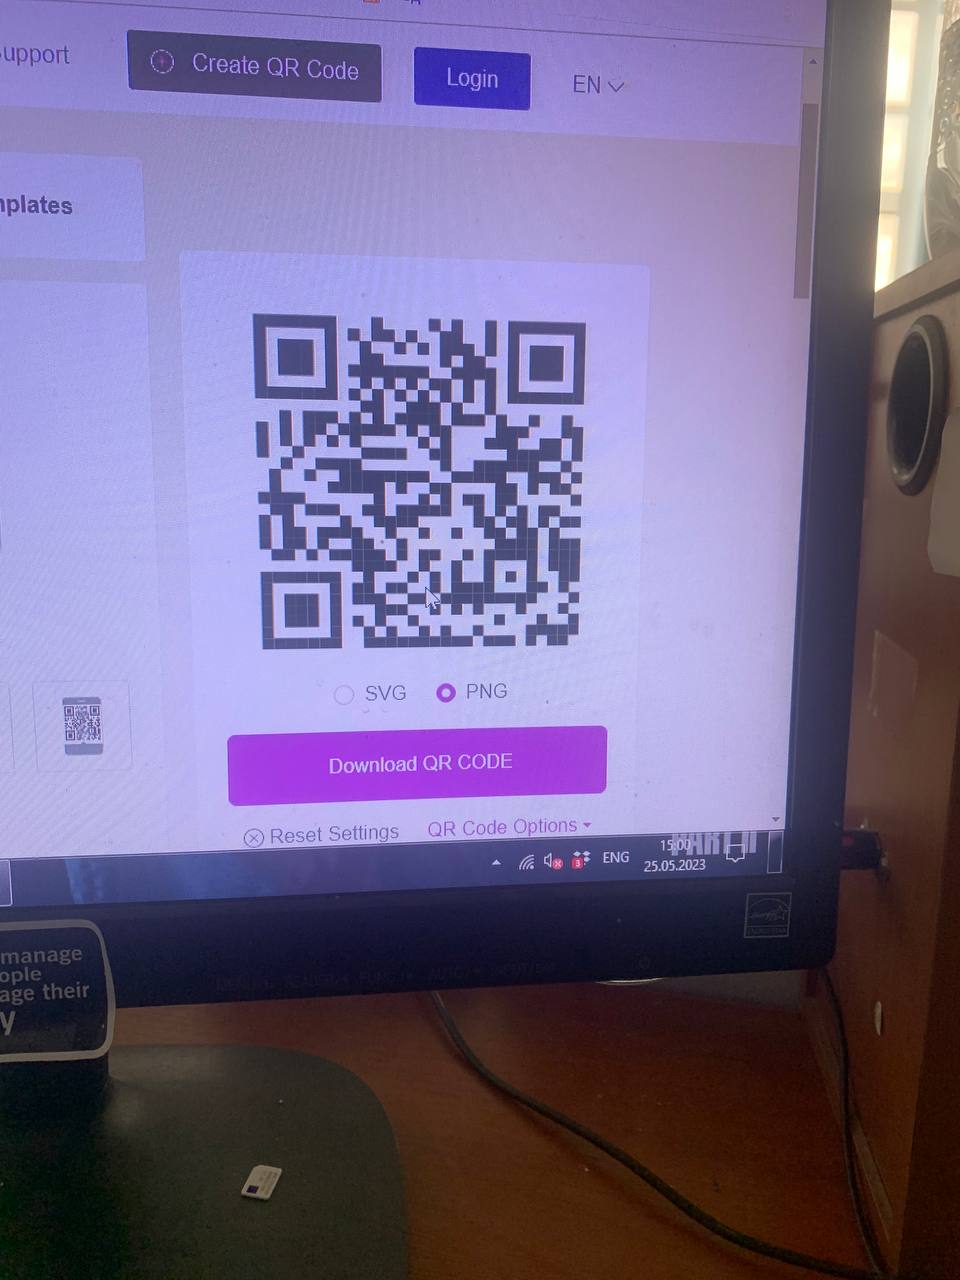 upport
Create QR Code
Login
EN
mplates
SVG
PNG
Download QR CODE
Reset Settings
QR Code Options
ENG
15:00
25.05.2023
manage
ople
age their
y